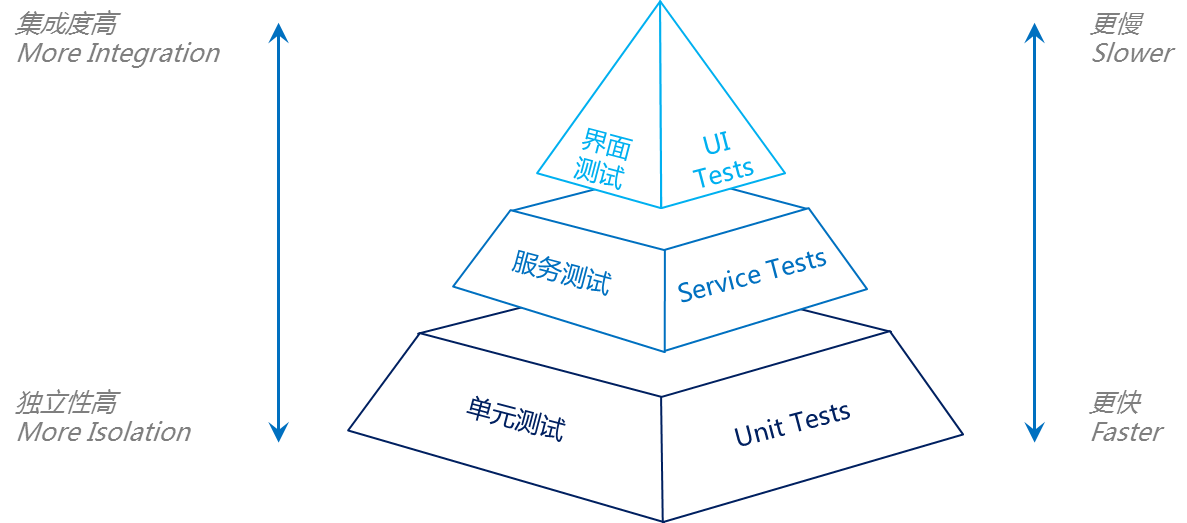 集成度高
More Integration
更慢
Slower
界面
测试
UI
Tests
服务测试
Service Tests
独立性高
More Isolation
单元测试
Unit Tests
更快
Faster